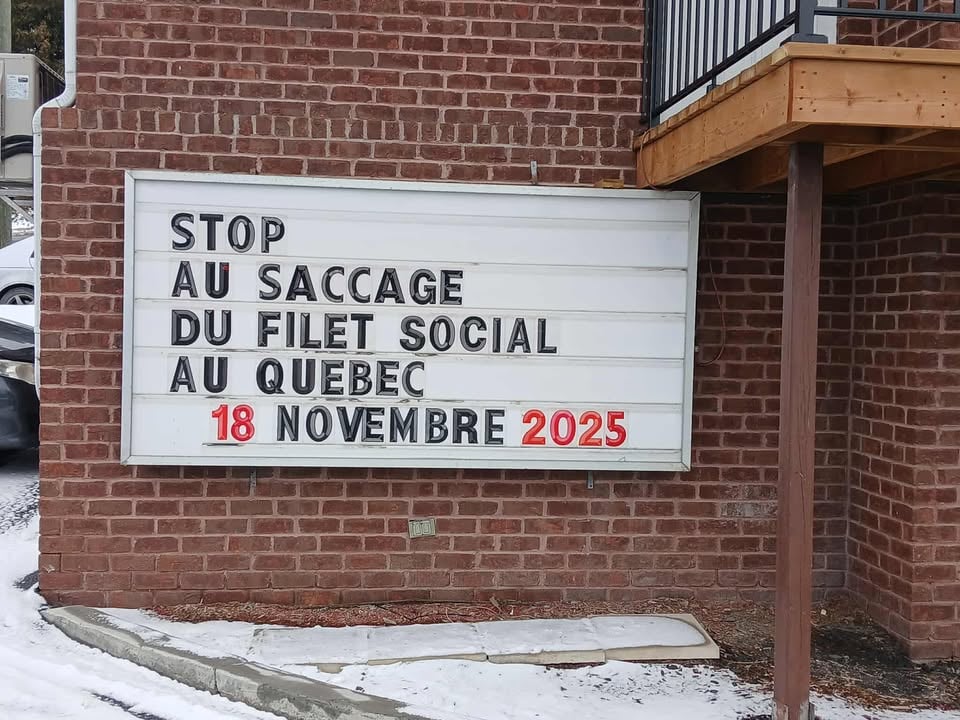 STOP
AU SACCAGE
DU FILET SOCIAL
AU QUEBEC
18 NOVEMBRE 2025